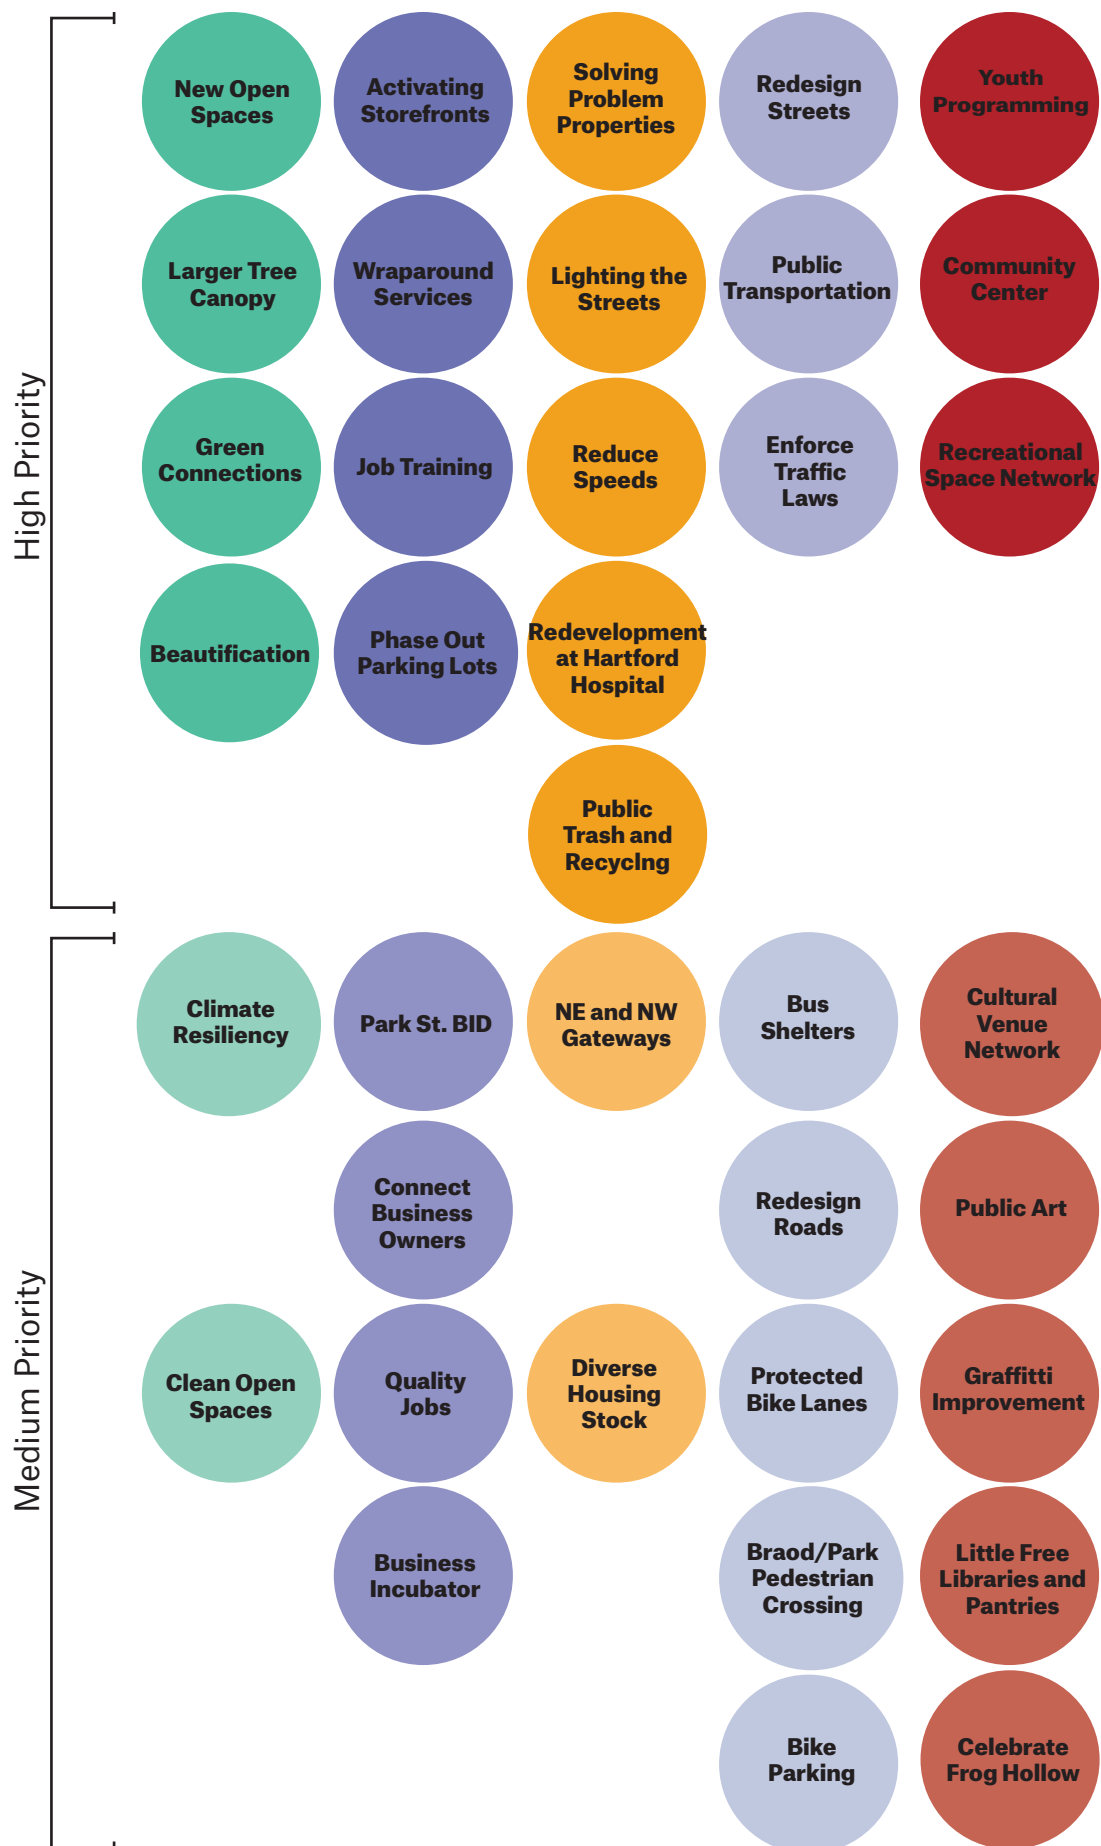 High Priority
New Open
Spaces
Activating
Storefronts
Solving
Problem
Properties
Redesign
Streets
Youth
Programming
Larger Tree
Canopy
Wraparound
Services
Lighting the
Streets
Public
Transportation
Community
Center
Green
Connections
Job Training
Reduce
Speeds
Enforce
Traffic
Laws
Recreational
Space Network
Beautification
Phase Out
Parking Lots
Redevelopment
at Hartford
Hospital
Public
Trash and
Recyclng
Medium Priority
Climate
Resiliency
Park St. BID
NE and NW
Gateways
Bus
Shelters
Cultural
Venue
Network
Connect
Business
Owners
Redesign
Roads
Public Art
Clean Open
Spaces
Quality
Jobs
Diverse
Housing
Stock
Protected
Bike Lanes
Graffitti
Improvement
Business
Incubator
Braod/Park
Pedestrian
Crossing
Little Free
Libraries and
Pantries
Bike
Parking
Celebrate
Frog Hollow